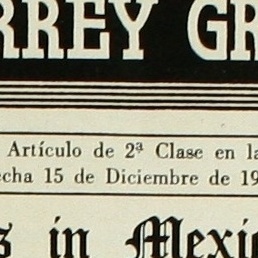 RREY GR
Artículo de 2ª Clase en la
echa 15 de Diciembre de 19
s in Mexic